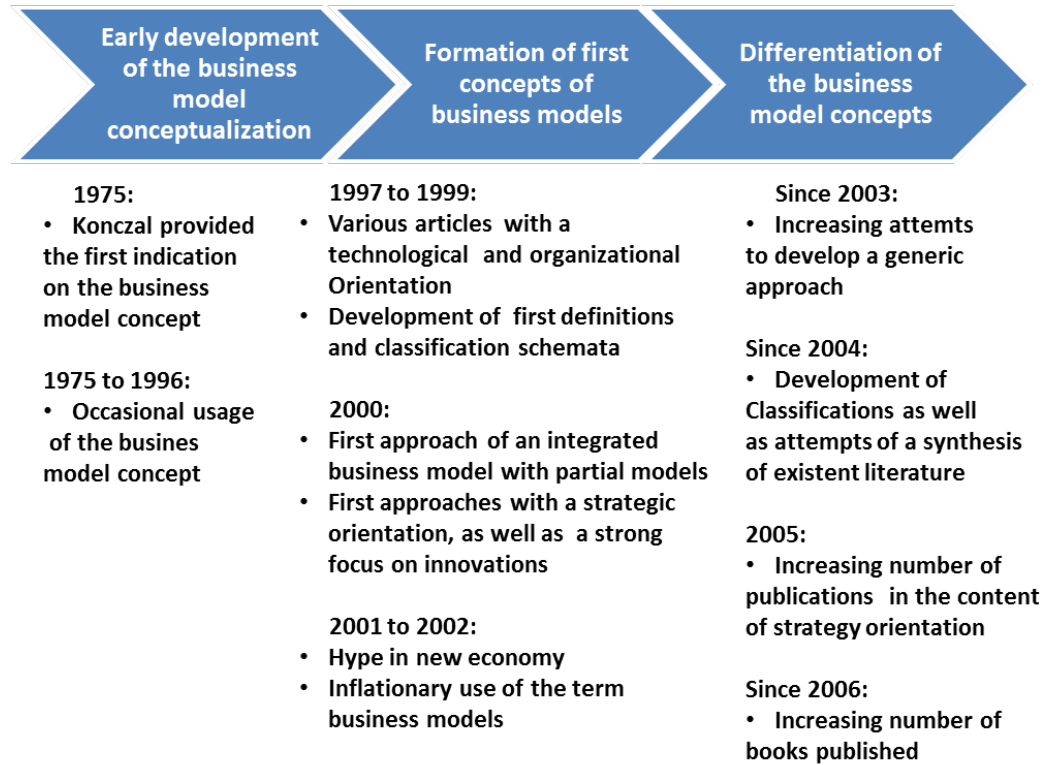 Early development
of the business
model
conceptualization
Formation of first
concepts of
business models
Differentiation of
the business
model concepts
1975:
• Konczal provided
the first indication
on the business
model concept
1975 to 1996:
• Occasional usage
of the busines
model concept
1997 to 1999:
• Various articles with a
technological and organizational
Orientation
• Development of first definitions
and classification schemata
2000:
• First approach of an integrated
business model with partial models
• First approaches with a strategic
orientation, as well as a strong
focus on innovations
2001 to 2002:
• Hype in new economy
• Inflationary use of the term
business models
Since 2003:
• Increasing attemts
to develop a generic
approach
Since 2004:
• Development of
Classifications as well
as attempts of a synthesis
of existent literature
2005:
• Increasing number of
publications in the content
of strategy orientation
Since 2006:
• Increasing number of
books published